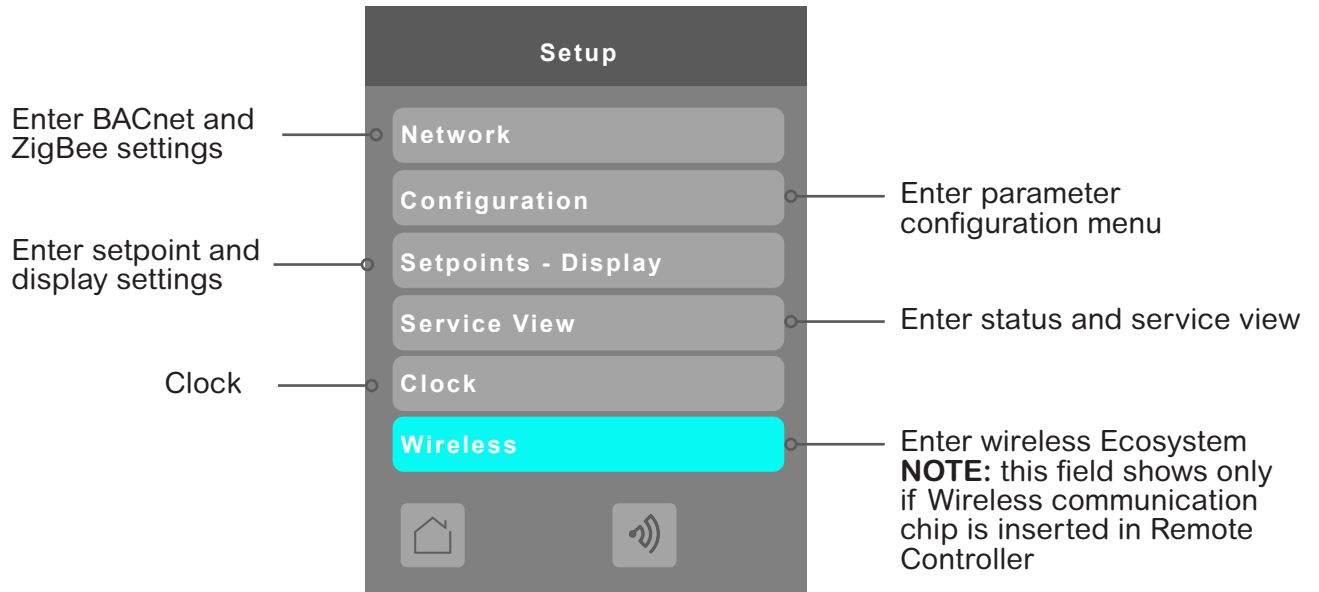 Setup
Enter BACnet and
ZigBee settings
Network
Configuration
Enter parameter
configuration menu
Enter setpoint and
display settings
Setpoints - Display
Service View
Enter status and service view
Clock
Clock
Wireless
Enter wireless Ecosystem
NOTE: this field shows only
if Wireless communication
chip is inserted in Remote
Controller